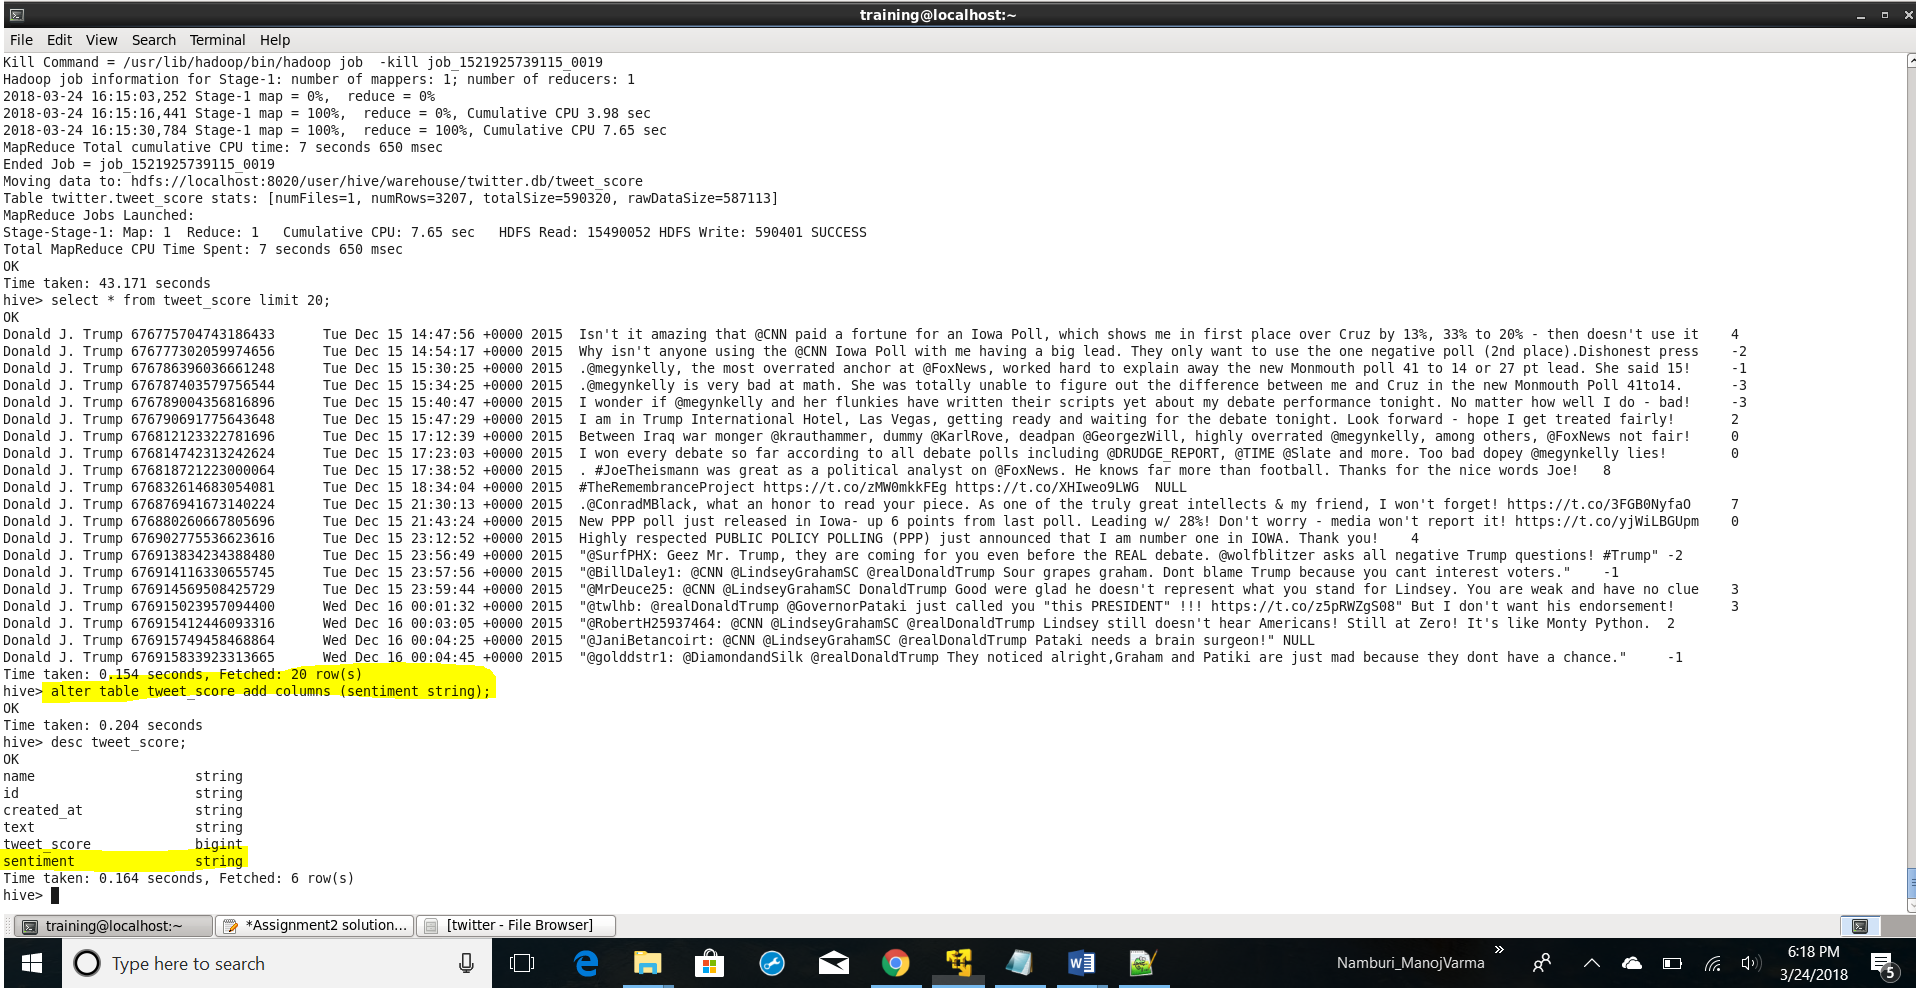 training@localhost:~
File Edit View Search Terminal Help
Kill Command = /usr/lib/hadoop/bin/hadoop job  -kill job_1521925739115_0019
Hadoop job information for Stage-1: number of mappers: 1; number of reducers: 1
2018-03-24 16:15:03,252 Stage-1 map = 0%,  reduce = 0%
2018-03-24 16:15:16,441 Stage-1 map = 100%,  reduce = 0%, Cumulative CPU 3.98 sec
2018-03-24 16:15:30,784 Stage-1 map = 100%,  reduce = 100%, Cumulative CPU 7.65 sec
MapReduce Total cumulative CPU time: 7 seconds 650 msec
Ended Job = job_1521925739115_0019
Moving data to: hdfs://localhost:8020/user/hive/warehouse/twitter.db/tweet_score
Table twitter.tweet_score stats: [numFiles=1, numRows=3207, totalSize=590320, rawDataSize=587113]
MapReduce Jobs Launched:
Stage-Stage-1: Map: 1  Reduce: 1   Cumulative CPU: 7.65 sec   HDFS Read: 15490052 HDFS Write: 590401 SUCCESS
Total MapReduce CPU Time Spent: 7 seconds 650 msec
OK
Time taken: 43.171 seconds
hive> select * from tweet_score limit 20;
OK
Donald J. Trump 676775704743186433 Tue Dec 15 14:47:56 +0000 2015 Isn't it amazing that @CNN paid a fortune for an Iowa Poll, which shows me in first place over Cruz by 13%, 33% to 20% - then doesn't use it 4
Donald J. Trump 676777302059974656 Tue Dec 15 14:54:17 +0000 2015 Why isn't anyone using the @CNN Iowa Poll with me having a big lead. They only want to use the one negative poll (2nd place).Dishonest press -2
Donald J. Trump 676786396036661248 Tue Dec 15 15:30:25 +0000 2015 .@megynkelly, the most overrated anchor at @FoxNews, worked hard to explain away the new Monmouth poll 41 to 14 or 27 pt lead. She said 15! -1
Donald J. Trump 676787403579756544 Tue Dec 15 15:34:25 +0000 2015 .@megynkelly is very bad at math. She was totally unable to figure out the difference between me and Cruz in the new Monmouth Poll 41to14. -3
Donald J. Trump 676789004356816896 Tue Dec 15 15:40:47 +0000 2015 I wonder if @megynkelly and her flunkies have written their scripts yet about my debate performance tonight. No matter how well I do - bad! -3
Donald J. Trump 676790691775643648 Tue Dec 15 15:47:29 +0000 2015 I am in Trump International Hotel, Las Vegas, getting ready and waiting for the debate tonight. Look forward - hope I get treated fairly! 2
Donald J. Trump 676812123322781696 Tue Dec 15 17:12:39 +0000 2015 Between Iraq war monger @krauthammer, dummy @KarlRove, deadpan @GeorgezWill, highly overrated @megynkelly, among others, @FoxNews not fair! 0
Donald J. Trump 676814742313242624 Tue Dec 15 17:23:03 +0000 2015 I won every debate so far according to all debate polls including @DRUDGE_REPORT, @TIME @Slate and more. Too bad dopey @megynkelly lies! 0
Donald J. Trump 676818721223000064 Tue Dec 15 17:38:52 +0000 2015 . #JoeTheismann was great as a political analyst on @FoxNews. He knows far more than football. Thanks for the nice words Joe! 8
Donald J. Trump 676832614683054081 Tue Dec 15 18:34:04 +0000 2015 #TheRemembranceProject https://t.co/zMW0mkkFEg https://t.co/XHIweo9LWG NULL
Donald J. Trump 676876941673140224 Tue Dec 15 21:30:13 +0000 2015 .@ConradMBlack, what an honor to read your piece. As one of the truly great intellects & my friend, I won't forget! https://t.co/3FGB0NyfaO 7
Donald J. Trump 676880260667805696 Tue Dec 15 21:43:24 +0000 2015 New PPP poll just released in Iowa- up 6 points from last poll. Leading w/ 28%! Don't worry - media won't report it! https://t.co/yjWiLBGUpm 0
Donald J. Trump 676902775536623616 Tue Dec 15 23:12:52 +0000 2015 Highly respected PUBLIC POLICY POLLING (PPP) just announced that I am number one in IOWA. Thank you! 4
Donald J. Trump 676913834234388480 Tue Dec 15 23:56:49 +0000 2015 "@SurfPHX: Geez Mr. Trump, they are coming for you even before the REAL debate. @wolfblitzer asks all negative Trump questions! #Trump" -2
Donald J. Trump 676914116330655745 Tue Dec 15 23:57:56 +0000 2015 "@BillDaley1: @CNN @LindseyGrahamSC @realDonaldTrump Sour grapes graham. Dont blame Trump because you cant interest voters." -1
Donald J. Trump 676914569508425729 Tue Dec 15 23:59:44 +0000 2015 "@MrDeuce25: @CNN @LindseyGrahamSC DonaldTrump Good were glad he doesn't represent what you stand for Lindsey. You are weak and have no clue 3
Donald J. Trump 676915023957094400 Wed Dec 16 00:01:32 +0000 2015 "@twlhb: @realDonaldTrump @GovernorPataki just called you "this PRESIDENT" !!! https://t.co/z5pRWZgS08" But I don't want his endorsement! 3
Donald J. Trump 676915412446093316 Wed Dec 16 00:03:05 +0000 2015 "@RobertH25937464: @CNN @LindseyGrahamSC @realDonaldTrump Lindsey still doesn't hear Americans! Still at Zero! It's like Monty Python. 2
Donald J. Trump 676915749458468864 Wed Dec 16 00:04:25 +0000 2015 "@JaniBetancoirt: @CNN @LindseyGrahamSC @realDonaldTrump Pataki needs a brain surgeon!" NULL
Donald J. Trump 676915833923313665 Wed Dec 16 00:04:45 +0000 2015 "@golddstr1: @DiamondandSilk @realDonaldTrump They noticed alright,Graham and Patiki are just mad because they dont have a chance." -1
Time taken: 0.154 seconds, Fetched: 20 row(s)
hive> alter table tweet_score add columns (sentiment string);
OK
Time taken: 0.204 seconds
hive> desc tweet_score;
OK
name string
id string
created_at string
text string
tweet_score bigint
sentiment string
Time taken: 0.164 seconds, Fetched: 6 row(s)
hive>
training@localhost:~ *Assignment2 solution... [twitter - File Browser]
Type here to search
Namburi_ManojVarma
6:18 PM
3/24/2018
5